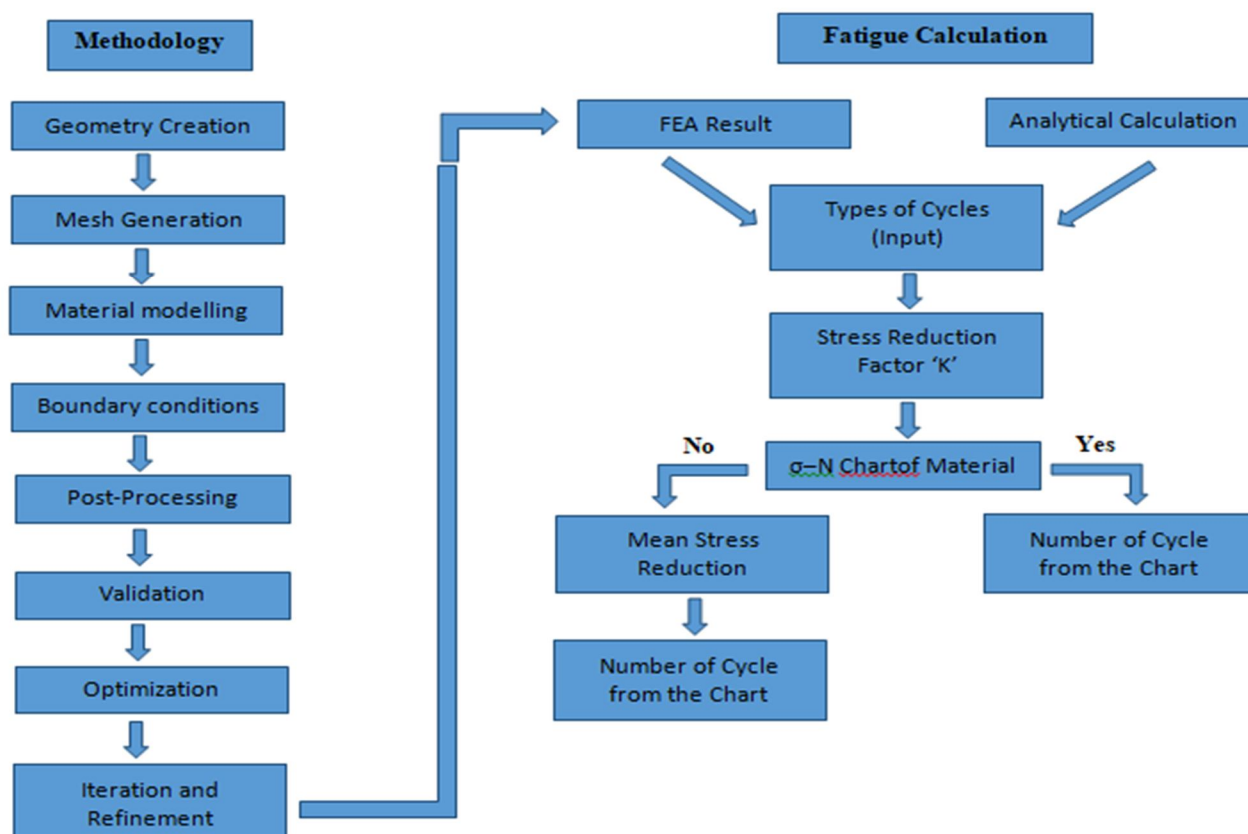 Methodology
Geometry Creation
Mesh Generation
Material modelling
Boundary conditions
Post-Processing
Validation
Optimization
Iteration and
Refinement
Fatigue Calculation
FEA Result
Analytical Calculation
Types of Cycles
(Input)
Stress Reduction
Factor ‘K’
σ–N Chartof Material
No
Yes
Mean Stress
Reduction
Number of Cycle
from the Chart
Number of Cycle
from the Chart